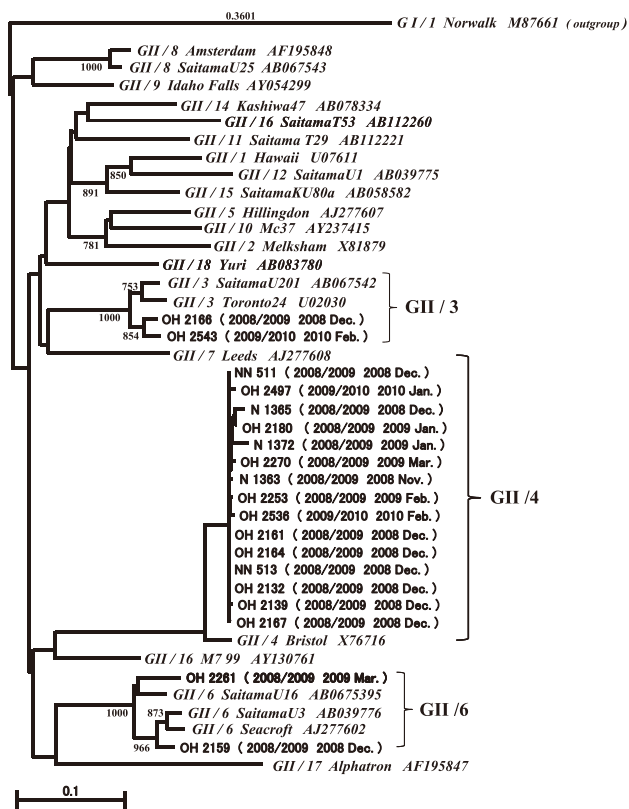 0.3601
G I / 1 Norwalk M87661 ( outgroup)
GII / 8 Amsterdam AF195848
1000
GII / 8 SaitamaU25 AB067543
GII / 9 Idaho Falls AY054299
GII / 14 Kashiwa47 AB078334
GII / 16 SaitamaT53 AB112260
GII / 11 Saitama T29 AB112221
GII / 1 Hawaii U07611
850
GII / 12 SaitamaU1 AB039775
891
GII / 15 SaitamaKU80a AB058582
GII / 5 Hillingdon AJ277607
GII / 10 Mc37 AY237415
781
GII / 2 Melksham X81879
GII / 18 Yuri AB083780
753
GII / 3 SaitamaU201 AB067542
GII / 3 Toronto24 U02030
GII / 3
1000
OH 2166 ( 2008/2009 2008 Dec.)
854
OH 2543 ( 2009/2010 2010 Feb.)
GII / 7 Leeds AJ277608
NN 511 ( 2008/2009 2008 Dec.)
OH 2497 ( 2009/2010 2010 Jan.)
N 1365 ( 2008/2009 2008 Dec.)
OH 2180 ( 2008/2009 2009 Jan.)
N 1372 ( 2008/2009 2009 Jan.)
OH 2270 ( 2008/2009 2009 Mar.)
N 1363 ( 2008/2009 2008 Nov.)
OH 2253 ( 2008/2009 2009 Feb.)
GII /4
OH 2536 ( 2009/2010 2010 Feb.)
OH 2161 ( 2008/2009 2008 Dec.)
OH 2164 ( 2008/2009 2008 Dec.)
NN 513 ( 2008/2009 2008 Dec.)
OH 2132 ( 2008/2009 2008 Dec.)
OH 2139 ( 2008/2009 2008 Dec.)
OH 2167 ( 2008/2009 2008 Dec.)
GII / 4 Bristol X76716
GII / 16 M7 99 AY130761
OH 2261 ( 2008/2009 2009 Mar.)
GII / 6 SaitamaU16 AB0675395
1000
873
GII / 6 SaitamaU3 AB039776
GII /6
GII / 6 Seacroft AJ277602
966
OH 2159 ( 2008/2009 2008 Dec.)
GII / 17 Alphatron AF195847
0.1